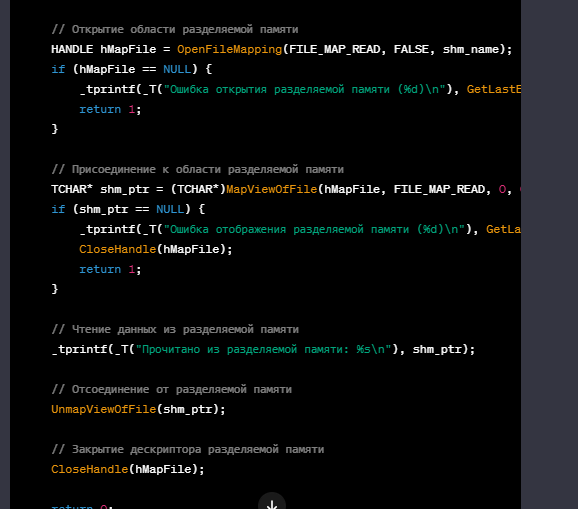 // Открытие области разделяемой памяти
HANDLE hMapFile = OpenFileMapping(FILE_MAP_READ, FALSE, shm_name);
if (hMapFile == NULL) {
_tprintf(_T("Ошибка открытия разделяемой памяти (%d)\n"), GetLastE
return 1;
}
// Присоединение к области разделяемой памяти
TCHAR* shm_ptr = (TCHAR*)MapViewOfFile(hMapFile, FILE_MAP_READ, 0,
if (shm_ptr == NULL) {
_tprintf(_T("Ошибка отображения разделяемой памяти (%d)\n"), GetLa
CloseHandle(hMapFile);
return 1;
}
// Чтение данных из разделяемой памяти
_tprintf(_T("Прочитано из разделяемой памяти: %s\n"), shm_ptr);
// Отсоединение от разделяемой памяти
UnmapViewOfFile(shm_ptr);
// Закрытие дескриптора разделяемой памяти
CloseHandle(hMapFile);
return 0;